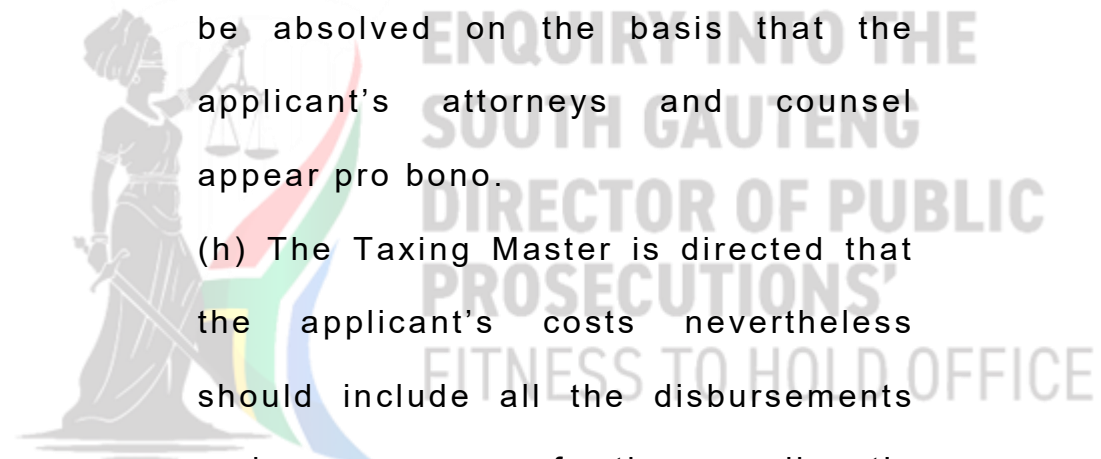 be absolved on the basis that the
applicant’s attorneys and counsel
appear pro bono.
(h) The Taxing Master is directed that
the applicant’s costs nevertheless
should include all the disbursements
ENQUIRY INTO THE
SOUTH GAUTENG
DIRECTOR OF PUBLIC
PROSECUTIONS’
FITNESS TO HOLD OFFICE